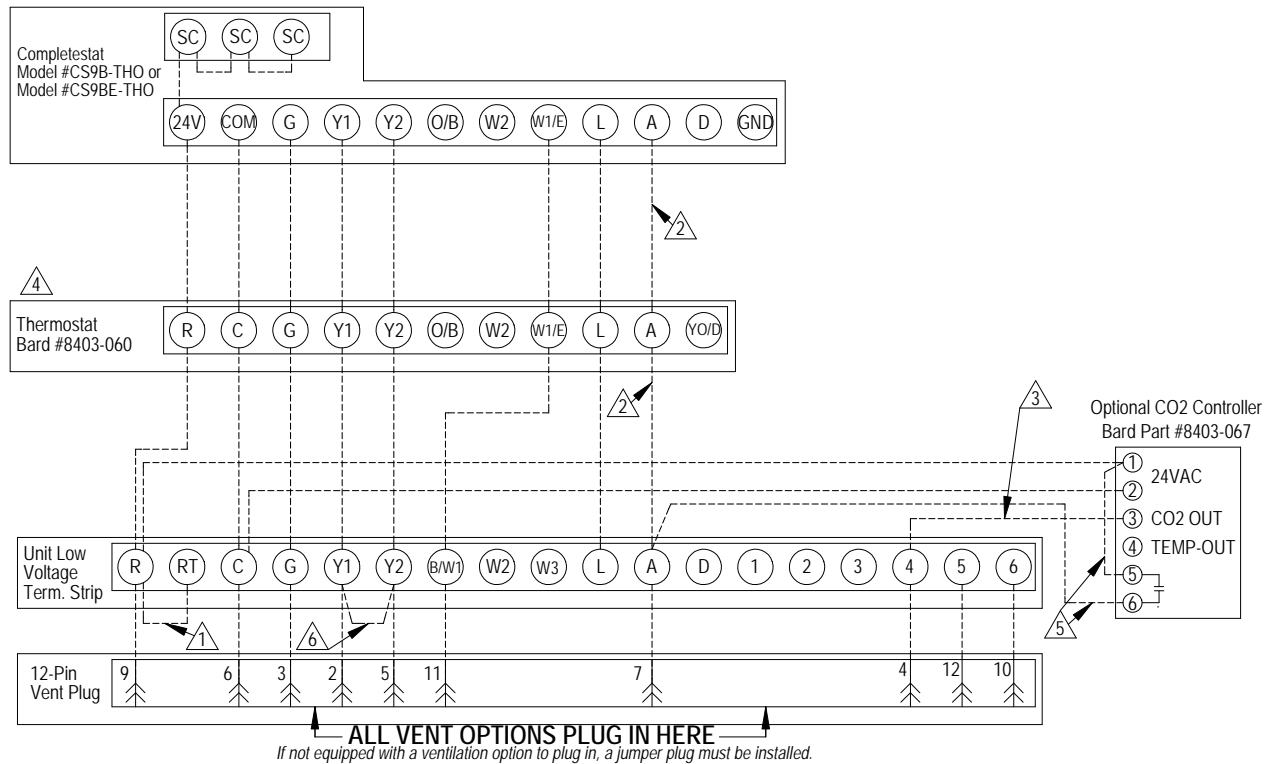 SC SC SC
Completestat
Model #CS9B-THO or
Model #CS9BE-THO
24V COM G Y1 Y2 O/B W2 W1/E L A D GND
2
4
Thermostat
Bard #8403-060
R C G Y1 Y2 O/B W2 W1/E L A YO/D
2
3
Optional CO2 Controller
Bard Part #8403-067
1
24VAC
2
3 CO2 OUT
4 TEMP-OUT
5
6
5
Unit Low
Voltage
Term. Strip
R RT C G Y1 Y2 B/W1 W2 W3 L A D 1 2 3 4 5 6
1
6
12-Pin
Vent Plug
9 6 3 2 5 11 7 4 12 10
ALL VENT OPTIONS PLUG IN HERE
If not equipped with a ventilation option to plug in, a jumper plug must be installed.